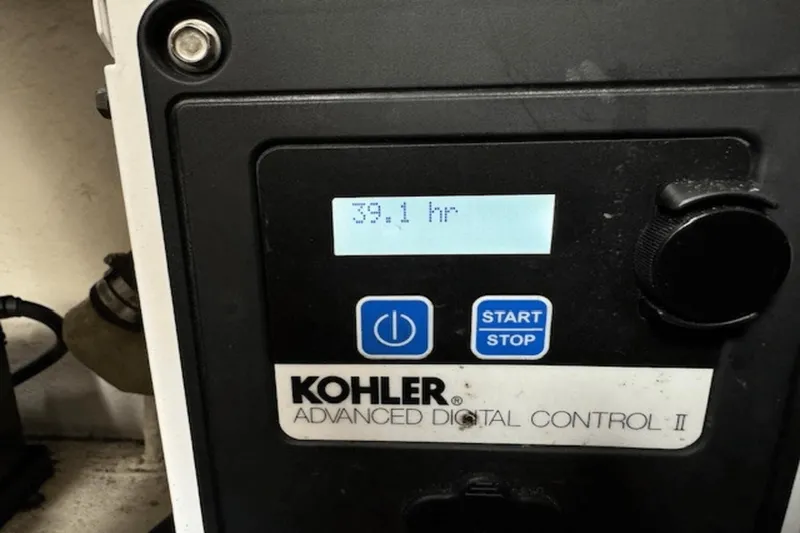 39.1 hr
START
STOP
KOHLER®
ADVANCED DIGITAL CONTROL II